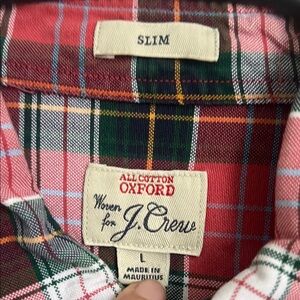 SLIM
ALL COTTON
OXFORD
Woven
for J.Crew
L
MADE IN
MAURITIUS